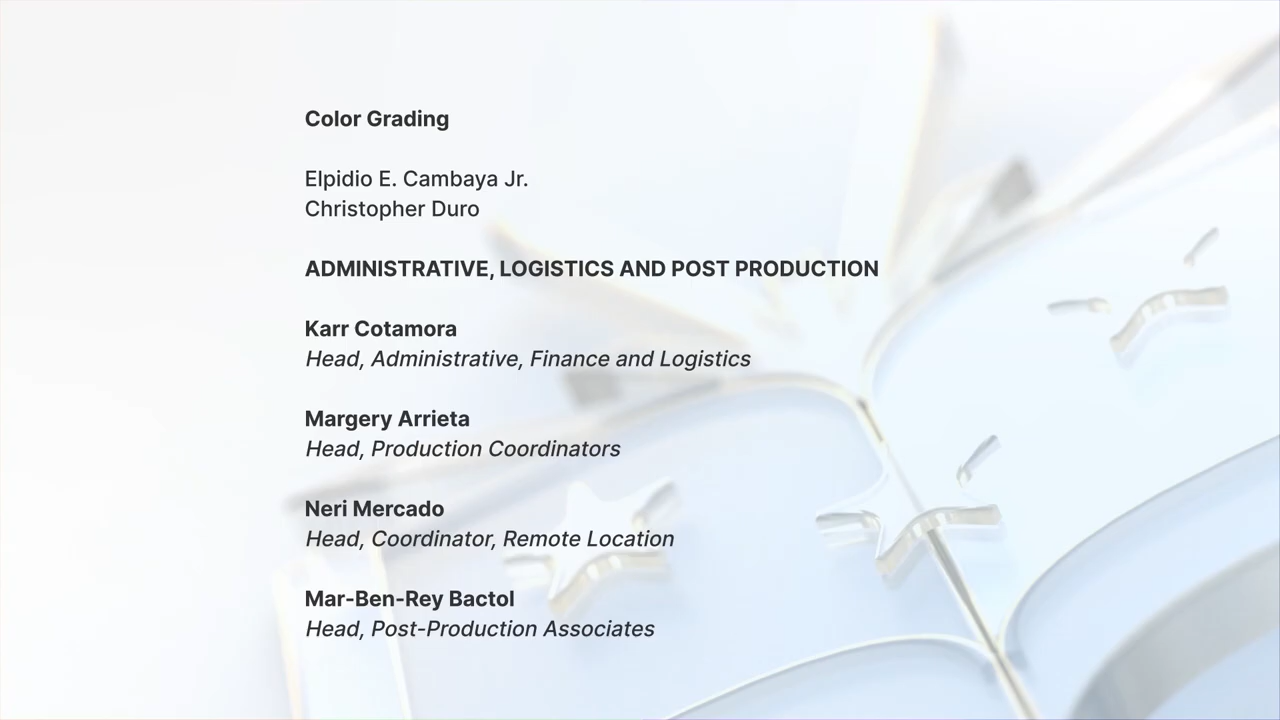 Color Grading
Elpidio E. Cambaya Jr.
Christopher Duro
ADMINISTRATIVE, LOGISTICS AND POST PRODUCTION
Karr Cotamora
Head, Administrative, Finance and Logistics
Margery Arrieta
Head, Production Coordinators
Neri Mercado
Head, Coordinator, Remote Location
Mar-Ben-Rey Bactol
Head, Post-Production Associates